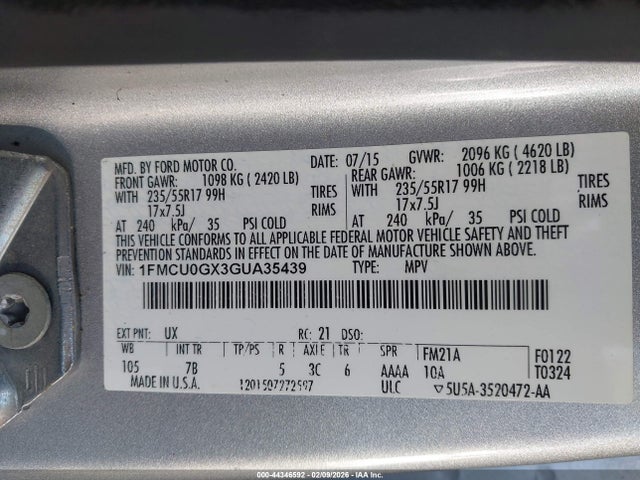 MFD. BY FORD MOTOR CO. DATE: 07/15 GVWR: 2096 KG ( 4620 LB)
FRONT GAWR: 1098 KG ( 2420 LB) REAR GAWR: 1006 KG ( 2218 LB)
WITH 235/55R17 99H TIRES WITH 235/55R17 99H TIRES
17x7.5J RIMS 17x7.5J RIMS
AT 240 kPa/ 35 PSI COLD AT 240 kPa/ 35 PSI COLD
THIS VEHICLE CONFORMS TO ALL APPLICABLE FEDERAL MOTOR VEHICLE SAFETY AND THEFT
PREVENTION STANDARDS IN EFFECT ON THE DATE OF MANUFACTURE SHOWN ABOVE.
VIN: 1FMCU0GX3GUA35439 TYPE: MPV
EXT PNT: UX RC: 21 DSO:
WB INT TR TP/PS R AXLE TR SPR FM21A F0122
105 7B 5 3C 6 AAAA 10A T0324
MADE IN U.S.A. ULC ▽5U5A-3520472-AA
000-44346592 - 02/09/2026 - IAA